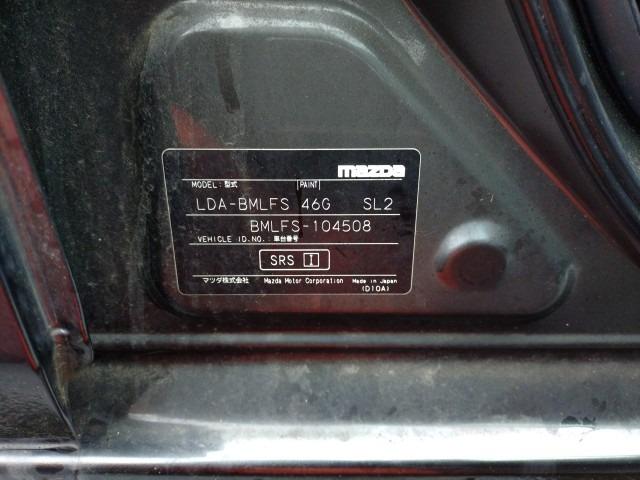 mazda
MODEL:型式 PAINT
LDA-BMLFS 46G SL2
BMLFS-104508
VEHICLE ID.NO.:車台番号
SRS I
マツダ株式会社 Mazda Motor Corporation Made in Japan
(D10A)